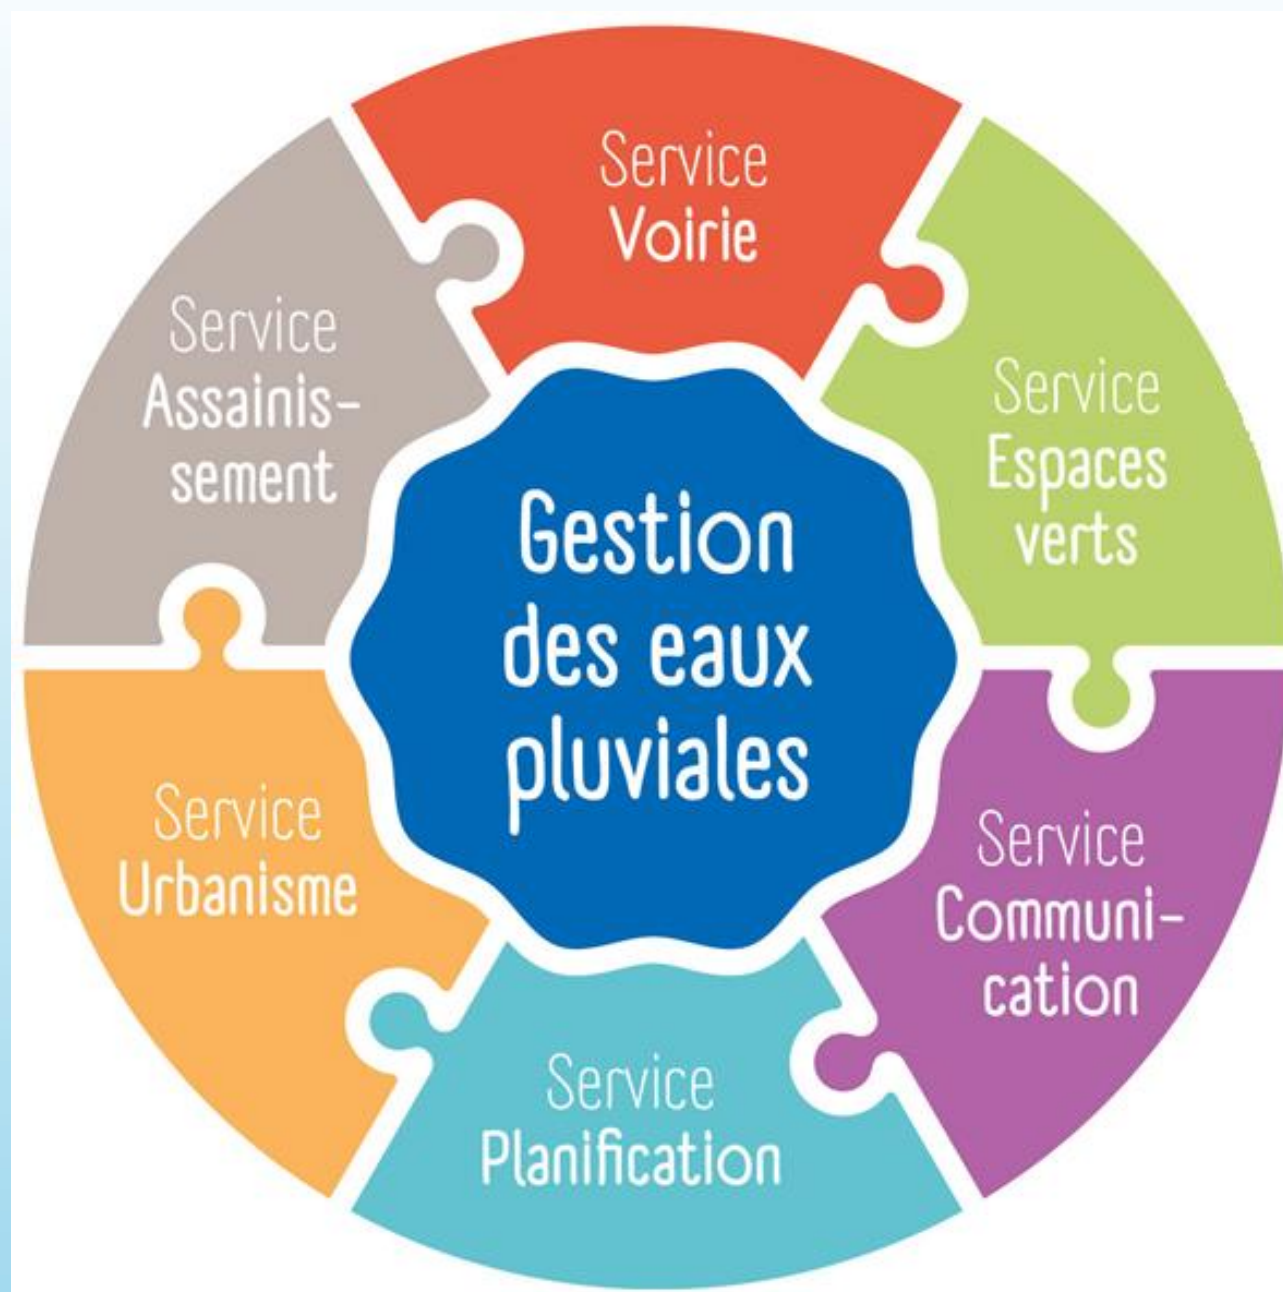 Service
Voirie
Service
Espaces
verts
Service
Communi-
cation
Service
Planification
Service
Urbanisme
Service
Assainis-
sement
Gestion
des eaux
pluviales